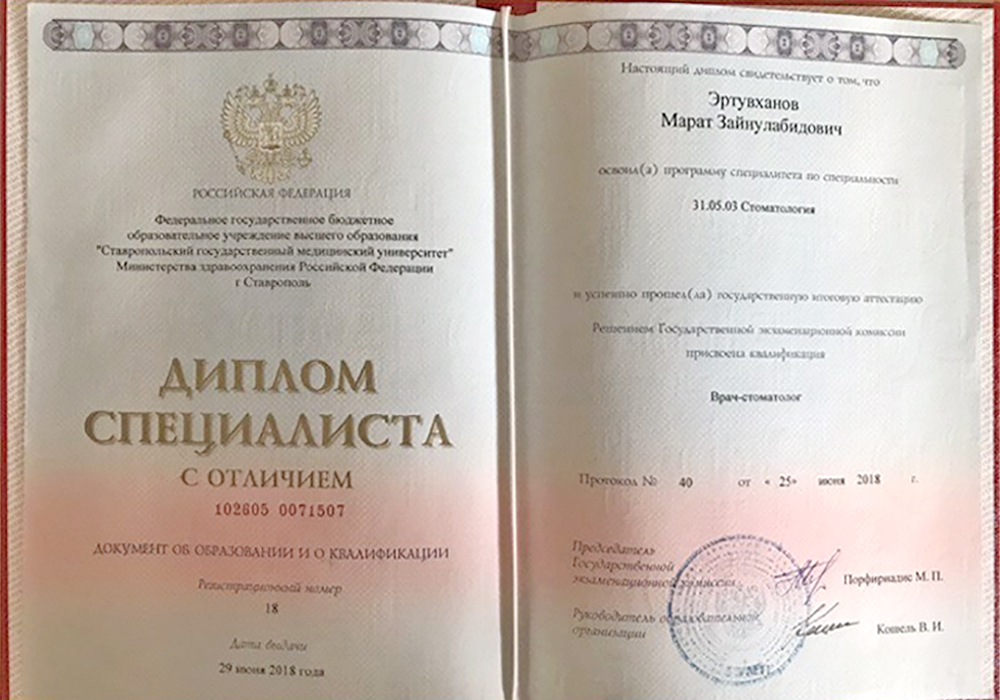 РОССИЙСКАЯ ФЕДЕРАЦИЯ
Федеральное государственное бюджетное
образовательное учреждение высшего образования
"Ставропольский государственный медицинский университет"
Министерства здравоохранения Российской Федерации
г Ставрополь
ДИПЛОМ
СПЕЦИАЛИСТА
С ОТЛИЧИЕМ
102605 0071507
ДОКУМЕНТ ОБ ОБРАЗОВАНИИ И О КВАЛИФИКАЦИИ
Регистрационный номер
18
Дата выдачи
29 июня 2018 года
Настоящий диплом свидетельствует о том, что
Эртувханов
Марат Зайнулабидович
освоил(а) программу специалитета по специальности
31.05.03 Стоматология
и успешно прошел(ла) государственную итоговую аттестацию
Решением Государственной экзаменационной комиссии
присвоена квалификация
Врач-стоматолог
Протокол № 40 от « 25» июня 2018 г.
Председатель
Государственной
экзаменационной комиссии
Порфириадис М. П.
Руководитель образовательной
организации
Кошель В. И.